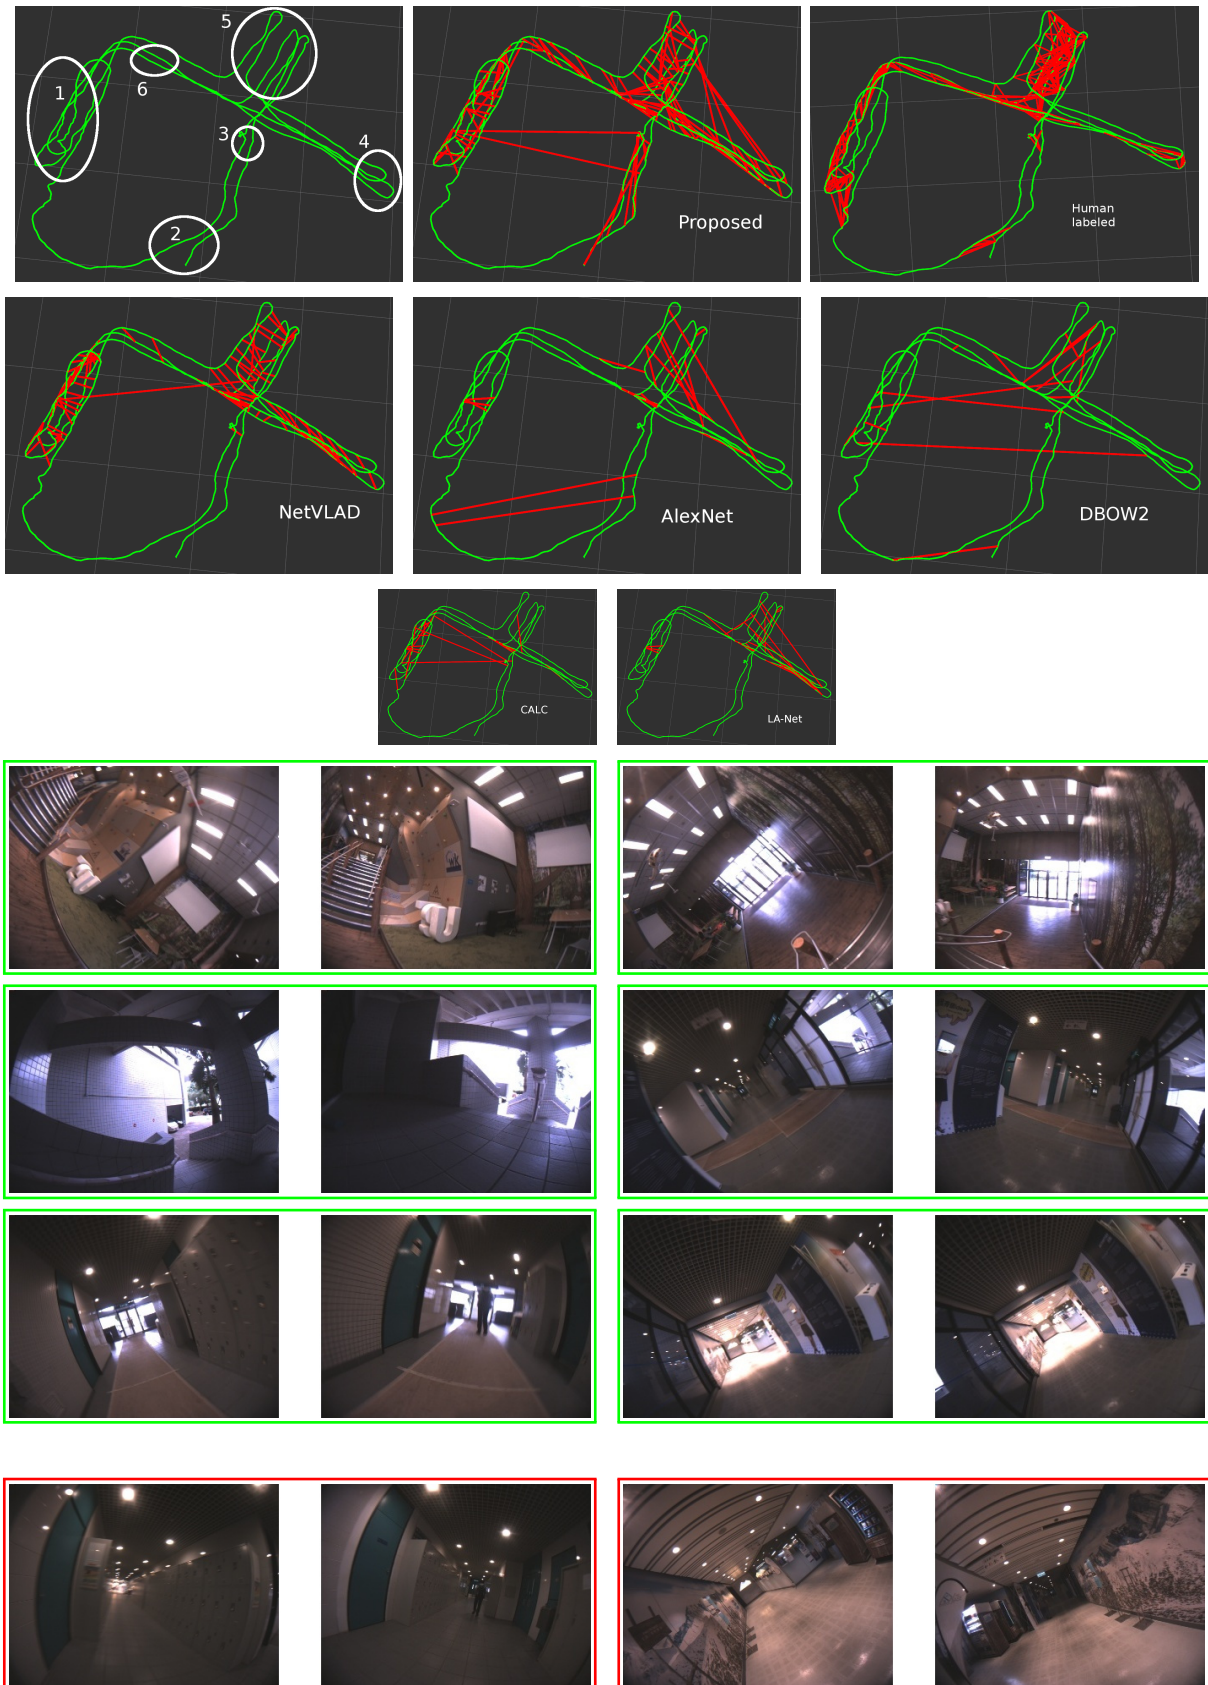 5
1
6
3
4
2
Proposed
Human
labeled
NetVLAD
AlexNet
DBOW2
CALC
LA-Net